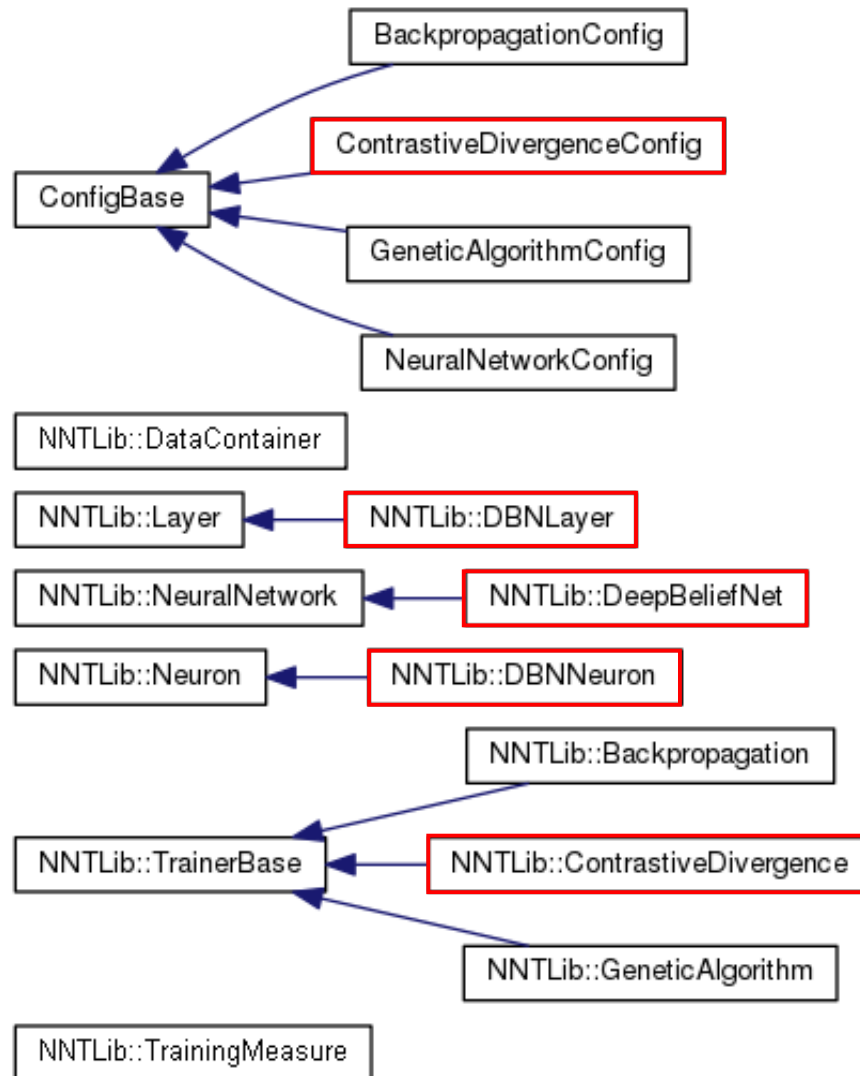 BackpropagationConfig
ContrastiveDivergenceConfig
ConfigBase
GeneticAlgorithmConfig
NeuralNetworkConfig
NNTLib::DataContainer
NNTLib::Layer
NNTLib::DBNLayer
NNTLib::NeuralNetwork
NNTLib::DeepBeliefNet
NNTLib::Neuron
NNTLib::DBNNeuron
NNTLib::Backpropagation
NNTLib::TrainerBase
NNTLib::ContrastiveDivergence
NNTLib::GeneticAlgorithm
NNTLib::TrainingMeasure